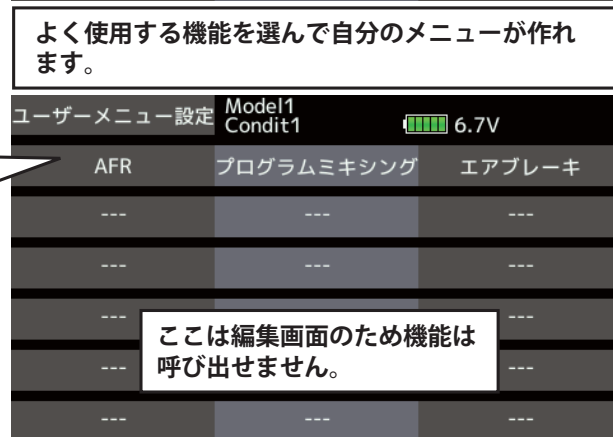 よく使用する機能を選んで自分のメニューが作れ
ます。
ユーザーメニュー設定 Model1
Condit1 6.7V
AFR プログラムミキシング エアブレーキ
--- --- ---
--- --- ---
--- ---
ここは編集画面のため機能は
呼び出せません。
--- ---
--- --- ---